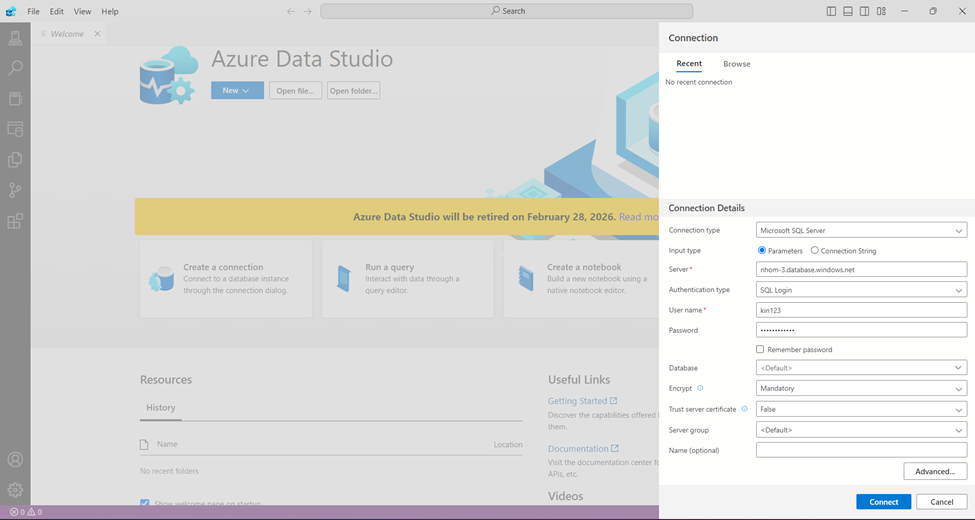 File Edit View Help
Search
Welcome
Azure Data Studio
New
Open file...
Open folder...
Azure Data Studio will be retired on February 28, 2026. Read mo
Create a connection
Connect to a database instance
through the connection dialog.
Run a query
Interact with data through a
query editor.
Create a notebook
Build a new notebook using a
native notebook editor.
Resources
History
Name Location
No recent folders
Show welcome page on startup
Useful Links
Getting Started
Discover the capabilities offered
them.
Documentation
Visit the documentation center fo
APIs, etc.
Videos
0 0
Connection
Recent Browse
No recent connection
Connection Details
Connection type Microsoft SQL Server
Input type Parameters Connection String
Server* nhom-3.database.windows.net
Authentication type SQL Login
User name* kin123
Password ••••••••••••
Remember password
Database <Default>
Encrypt Mandatory
Trust server certificate False
Server group <Default>
Name (optional)
Advanced...
Connect Cancel